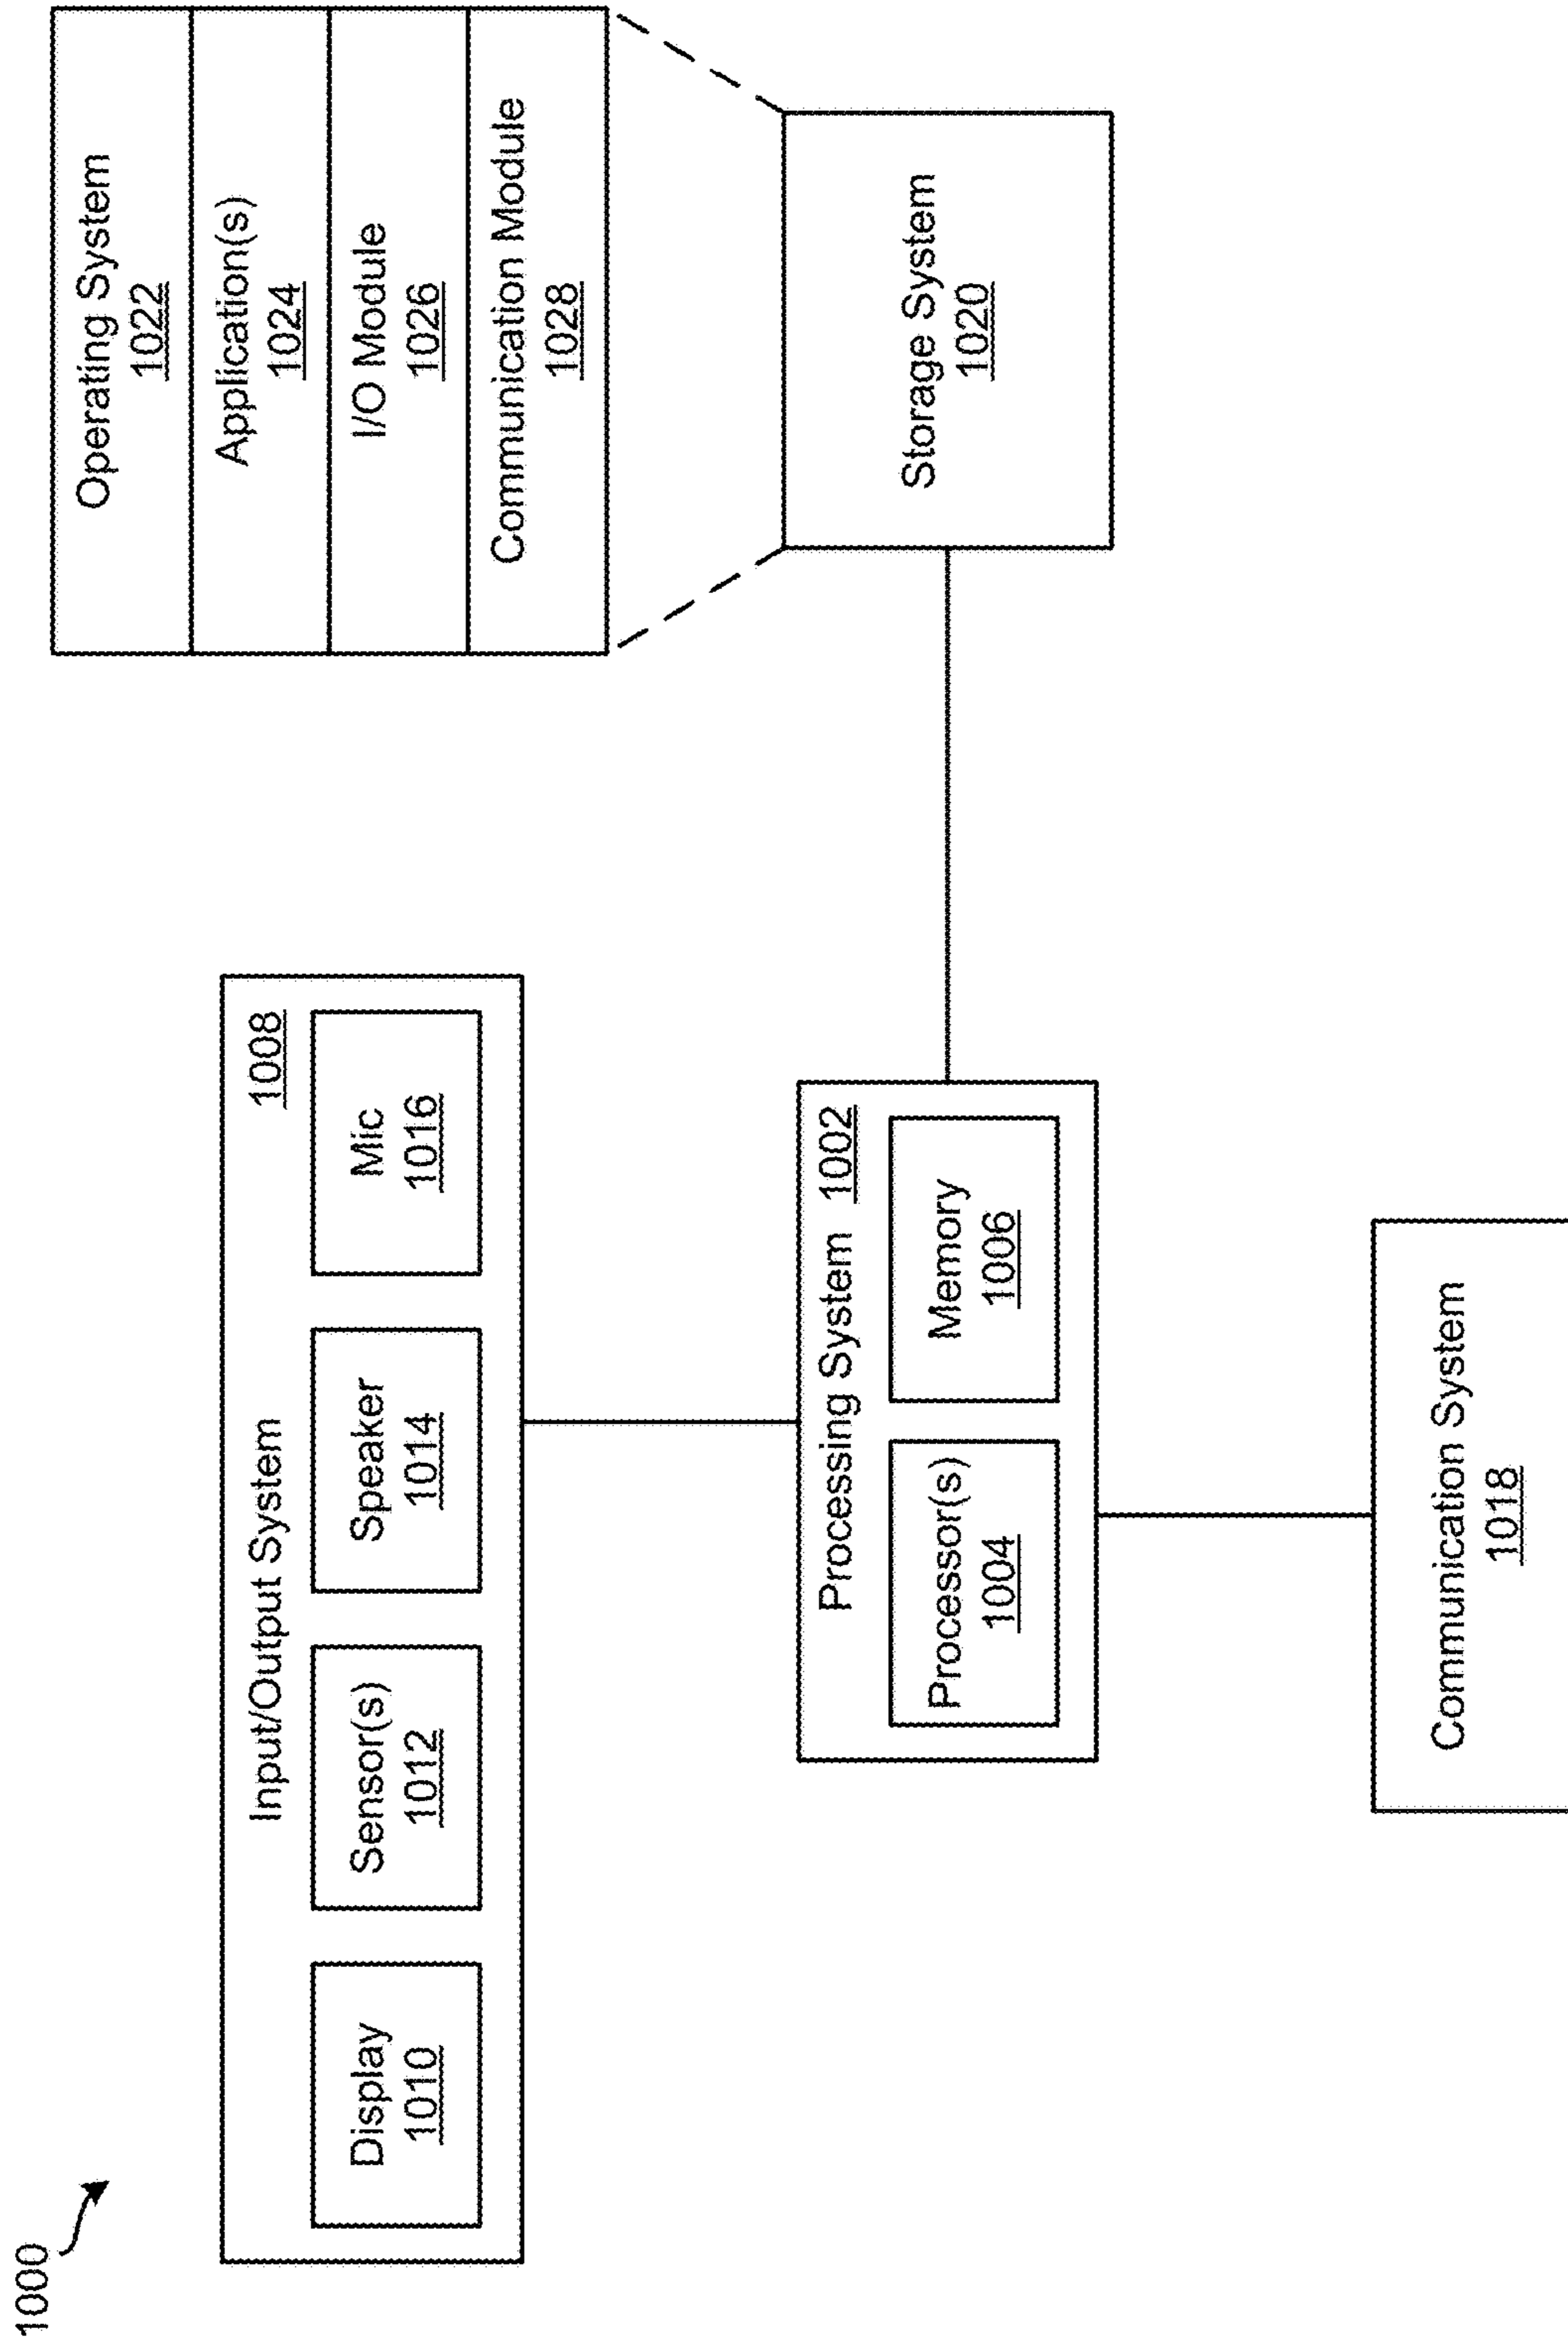 1000
Input/Output System
1008
Display
1010
Sensor(s)
1012
Speaker
1014
Mic
1016
Processing System 1002
Processor(s)
1004
Memory
1006
Communication System
1018
Operating System
1022
Application(s)
1024
I/O Module
1026
Communication Module
1028
Storage System
1020